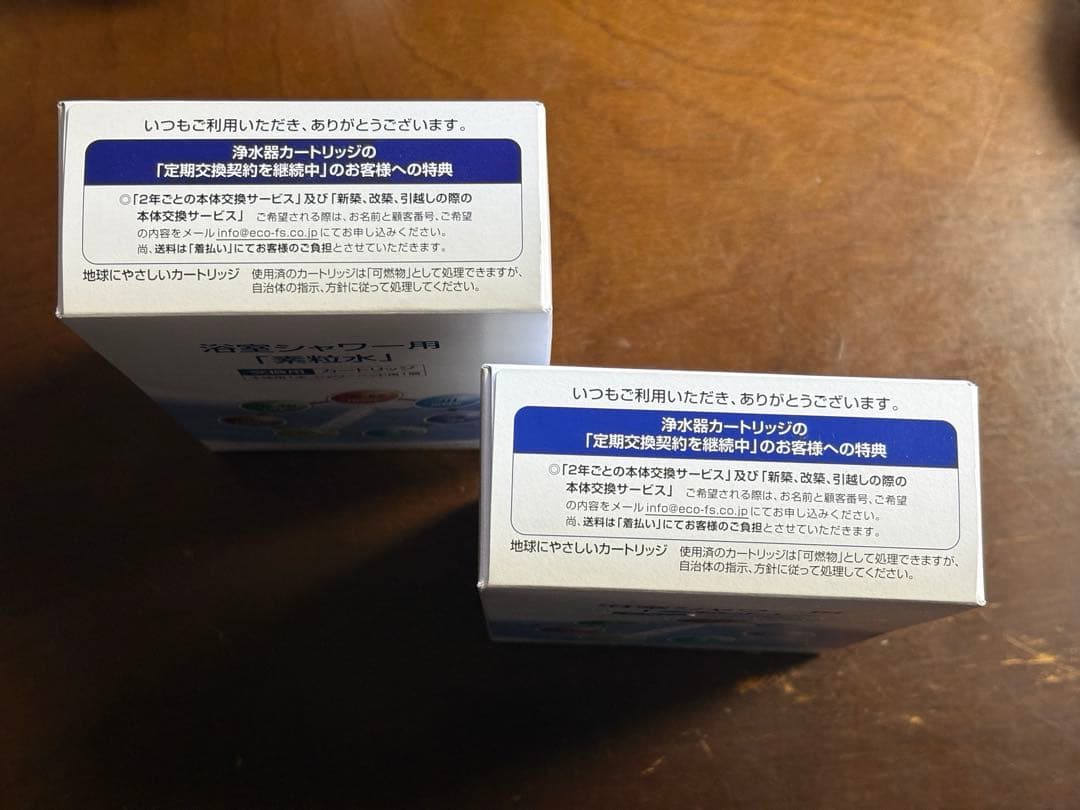 いつもご利用いただき、ありがとうございます。
浄水器カートリッジの
「定期交換契約を継続中」のお客様への特典
◎「2年ごとの本体交換サービス」及び「新築、改築、引越しの際の
本体交換サービス」 ご希望される際は、お名前と顧客番号、ご希望
の内容をメールinfo@eco-fs.co.jpにてお申し込みください。
尚、送料は「着払い」にてお客様のご負担とさせていただきます。
地球にやさしいカートリッジ 使用済のカートリッジは「可燃物」として処理できますが、
自治体の指示、方針に従って処理してください。
浴室シャワー用
「素粒水」
交換用 カートリッジ
いつもご利用いただき、ありがとうございます。
浄水器カートリッジの
「定期交換契約を継続中」のお客様への特典
◎「2年ごとの本体交換サービス」及び「新築、改築、引越しの際の
本体交換サービス」 ご希望される際は、お名前と顧客番号、ご希望
の内容をメールinfo@eco-fs.co.jpにてお申し込みください。
尚、送料は「着払い」にてお客様のご負担とさせていただきます。
地球にやさしいカートリッジ 使用済のカートリッジは「可燃物」として処理できますが、
自治体の指示、方針に従って処理してください。
浴室シャワー用